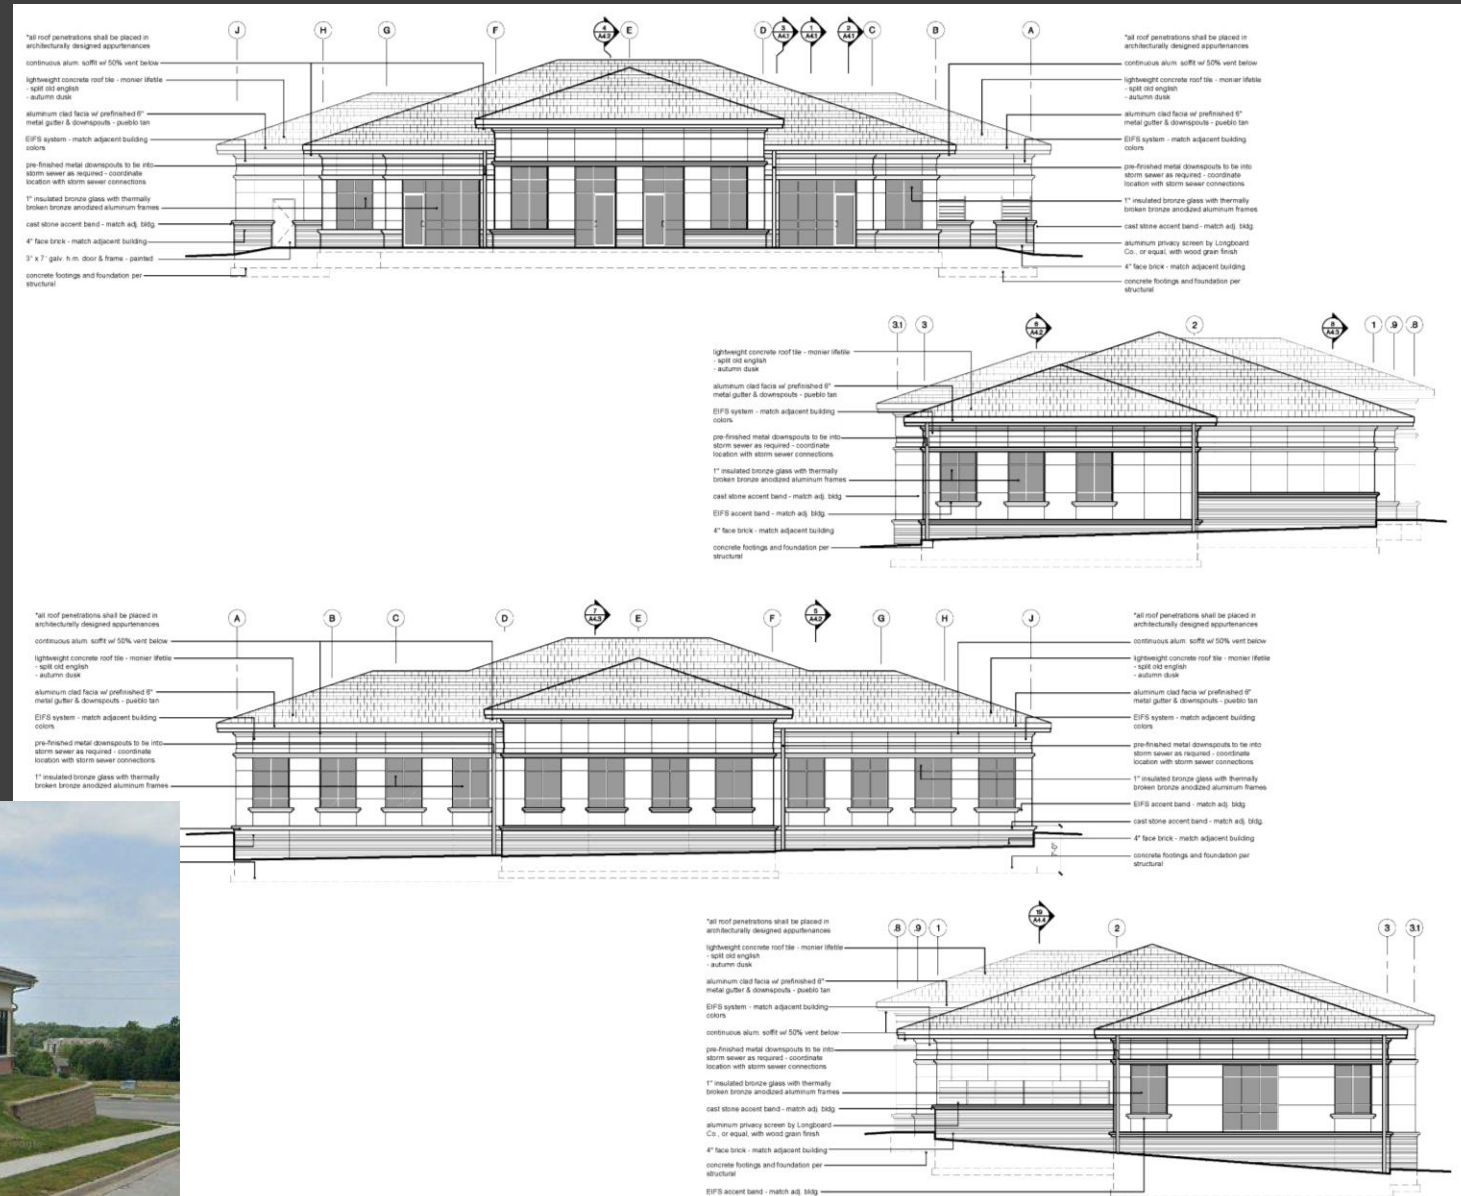 J H G F 4 A4.2 E D 3 A4.1 1 A4.1 2 A4.1 C B A
*all roof penetrations shall be placed in
architecturally designed appurtenances
continuous alum. soffit w/ 50% vent below
lightweight concrete roof tile - monier lifetile
- split old english
- autumn dusk
aluminum clad facia w/ prefinished 6"
metal gutter & downspouts - pueblo tan
EIFS system - match adjacent building
colors
pre-finished metal downspouts to tie into
storm sewer as required - coordinate
location with storm sewer connections
1" insulated bronze glass with thermally
broken bronze anodized aluminum frames
cast stone accent band - match adj. bldg.
4" face brick - match adjacent building
3' x 7' galv. h.m. door & frame - painted
concrete footings and foundation per
structural
*all roof penetrations shall be placed in
architecturally designed appurtenances
continuous alum. soffit w/ 50% vent below
lightweight concrete roof tile - monier lifetile
- split old english
- autumn dusk
aluminum clad facia w/ prefinished 6"
metal gutter & downspouts - pueblo tan
EIFS system - match adjacent building
colors
pre-finished metal downspouts to tie into
storm sewer as required - coordinate
location with storm sewer connections
1" insulated bronze glass with thermally
broken bronze anodized aluminum frames
cast stone accent band - match adj. bldg.
aluminum privacy screen by Longboard
Co., or equal, with wood grain finish
4" face brick - match adjacent building
concrete footings and foundation per
structural
3.1 3 A4.2 2 A4.3 1 .9 .8
lightweight concrete roof tile - monier lifetile
- split old english
- autumn dusk
aluminum clad facia w/ prefinished 6"
metal gutter & downspouts - pueblo tan
EIFS system - match adjacent building
colors
pre-finished metal downspouts to tie into
storm sewer as required - coordinate
location with storm sewer connections
1" insulated bronze glass with thermally
broken bronze anodized aluminum frames
cast stone accent band - match adj. bldg.
EIFS accent band - match adj. bldg.
4" face brick - match adjacent building
concrete footings and foundation per
structural
A B C D 7 A4.3 E F 5 A4.2 G H J
*all roof penetrations shall be placed in
architecturally designed appurtenances
continuous alum. soffit w/ 50% vent below
lightweight concrete roof tile - monier lifetile
- split old english
- autumn dusk
aluminum clad facia w/ prefinished 6"
metal gutter & downspouts - pueblo tan
EIFS system - match adjacent building
colors
pre-finished metal downspouts to tie into
storm sewer as required - coordinate
location with storm sewer connections
1" insulated bronze glass with thermally
broken bronze anodized aluminum frames
*all roof penetrations shall be placed in
architecturally designed appurtenances
continuous alum. soffit w/ 50% vent below
lightweight concrete roof tile - monier lifetile
- split old english
- autumn dusk
aluminum clad facia w/ prefinished 6"
metal gutter & downspouts - pueblo tan
EIFS system - match adjacent building
colors
pre-finished metal downspouts to tie into
storm sewer as required - coordinate
location with storm sewer connections
1" insulated bronze glass with thermally
broken bronze anodized aluminum frames
EIFS accent band - match adj. bldg.
cast stone accent band - match adj. bldg.
4" face brick - match adjacent building
concrete footings and foundation per
structural
.8 .9 1 19 A4.4 2 3 3.1
*all roof penetrations shall be placed in
architecturally designed appurtenances
lightweight concrete roof tile - monier lifetile
- split old english
- autumn dusk
aluminum clad facia w/ prefinished 6"
metal gutter & downspouts - pueblo tan
EIFS system - match adjacent building
colors
continuous alum. soffit w/ 50% vent below
pre-finished metal downspouts to tie into
storm sewer as required - coordinate
location with storm sewer connections
1" insulated bronze glass with thermally
broken bronze anodized aluminum frames
cast stone accent band - match adj. bldg.
aluminum privacy screen by Longboard
Co., or equal, with wood grain finish
4" face brick - match adjacent building
concrete footings and foundation per
structural
EIFS accent band - match adj. bldg.